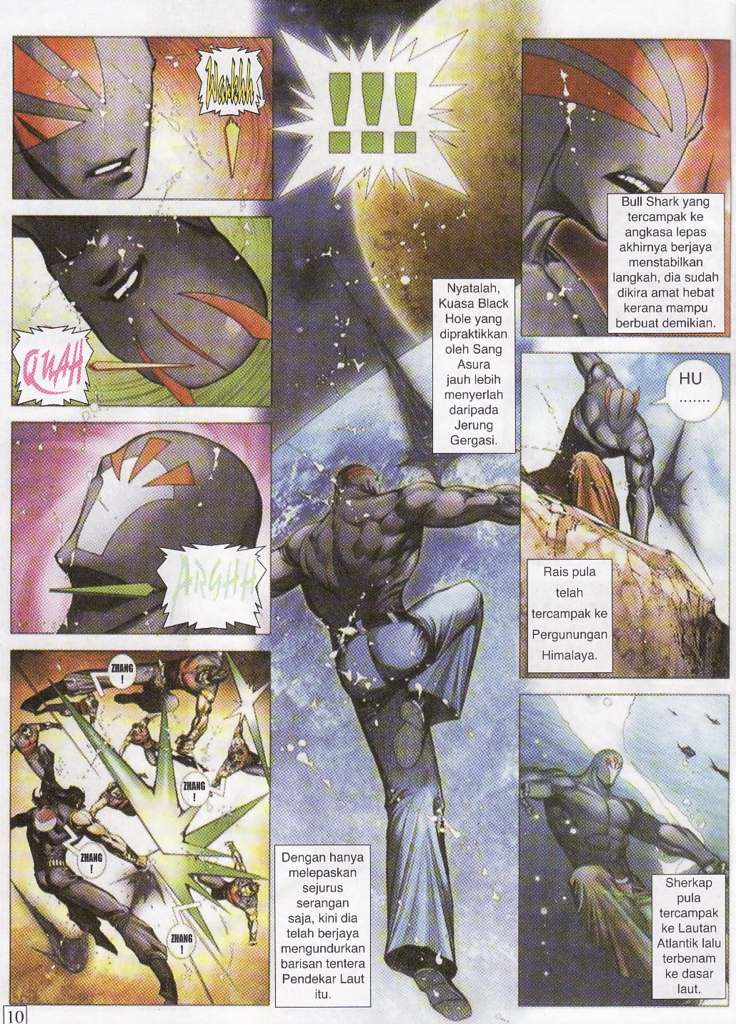 Warkhh
!!!
Bull Shark yang
tercampak ke
angkasa lepas
akhirnya berjaya
menstabilkan
langkah, dia sudah
dikira amat hebat
kerana mampu
berbuat demikian.
QUAH
Nyatalah,
Kuasa Black
Hole yang
dipraktikkan
oleh Sang
Asura
jauh lebih
menyerlah
daripada
Jerung
Gergasi.
HU
.......
ARGHH
Rais pula
telah
tercampak ke
Pergunungan
Himalaya.
ZHANG
!
ZHANG
!
ZHANG
!
ZHANG
!
Dengan hanya
melepaskan
sejurus
serangan
saja, kini dia
telah berjaya
mengundurkan
barisan tentera
Pendekar Laut
itu.
Sherkap
pula
tercampak
ke Lautan
Atlantik lalu
terbenam
ke dasar
laut.
10